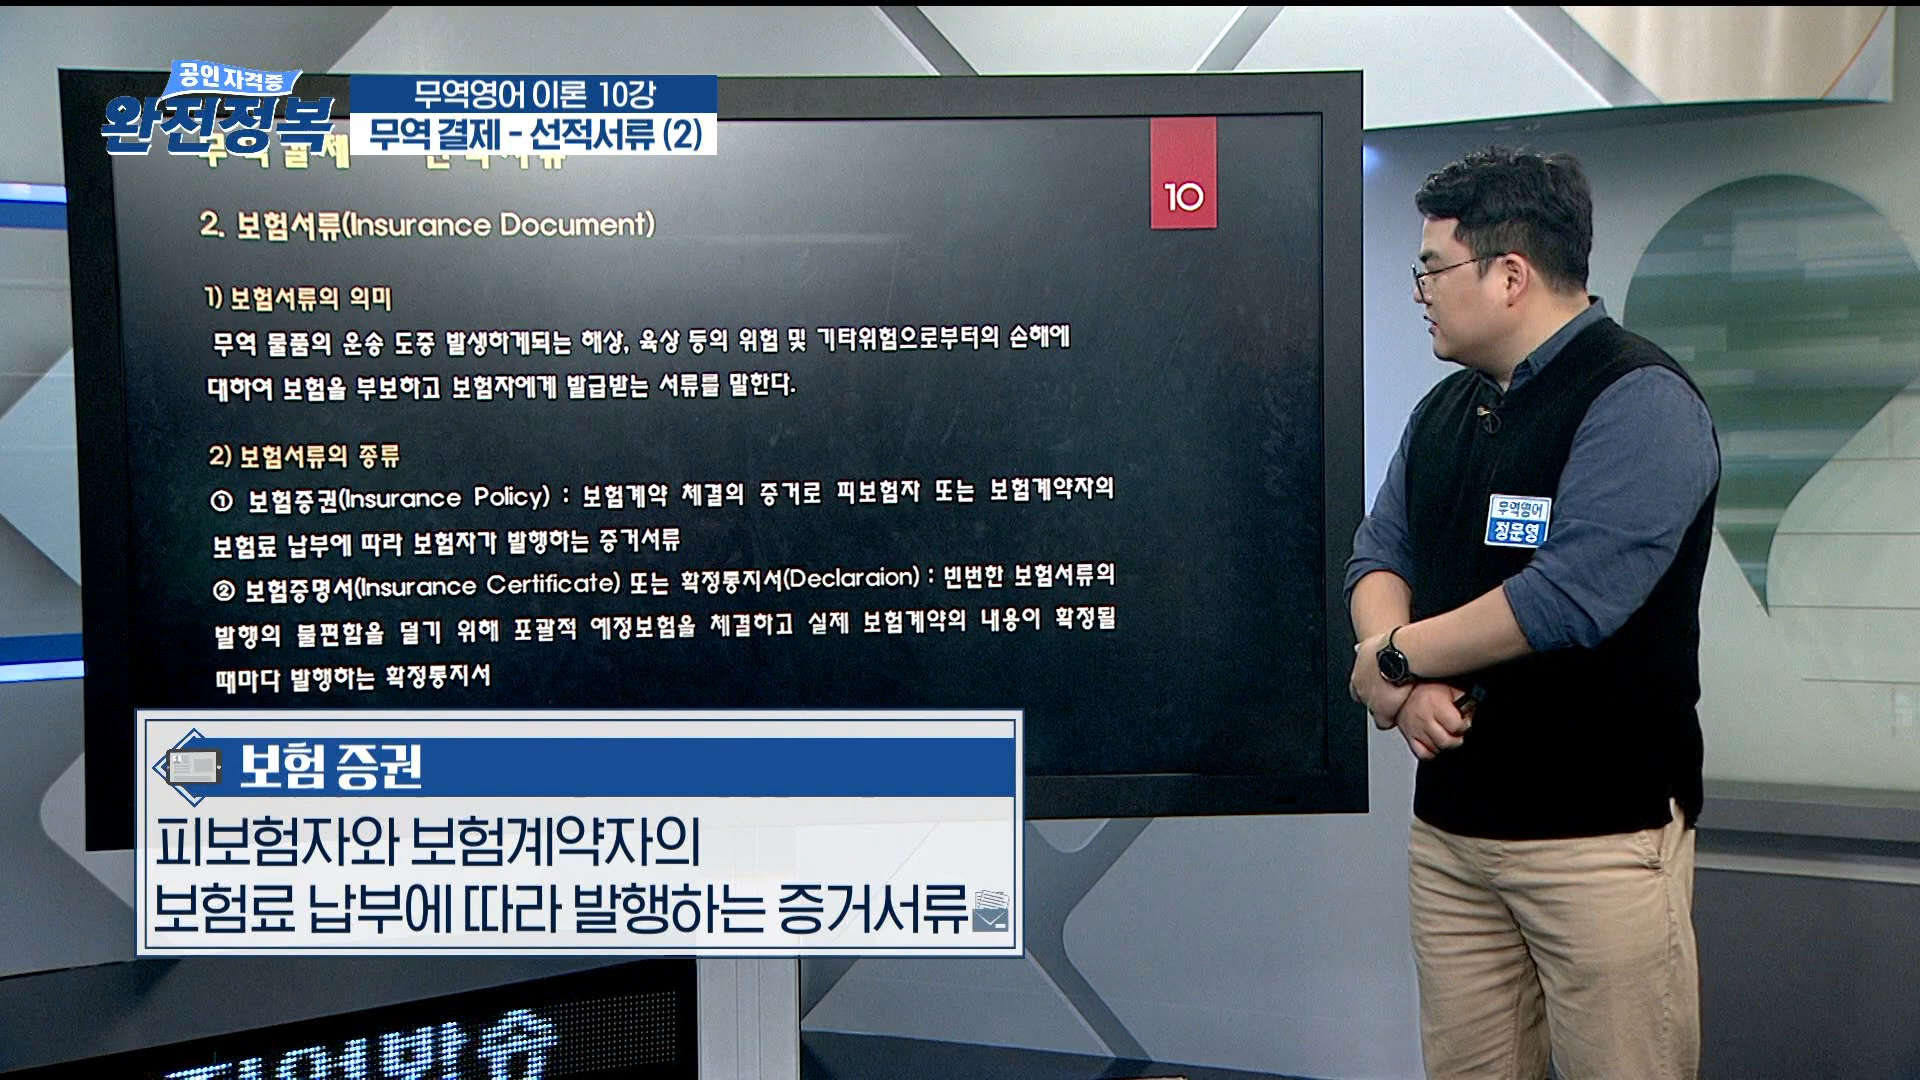 공인 자격증
완전정복
무역영어 이론 10강
무역 결제 - 선적서류 (2)
10
2. 보험서류(Insurance Document)
1) 보험서류의 의미
무역 물품의 운송 도중 발생하게되는 해상, 육상 등의 위험 및 기타위험으로부터의 손해에
대하여 보험을 부보하고 보험자에게 발급받는 서류를 말한다.
2) 보험서류의 종류
① 보험증권(Insurance Policy) : 보험계약 체결의 증거로 피보험자 또는 보험계약자의
보험료 납부에 따라 보험자가 발행하는 증거서류
② 보험증명서(Insurance Certificate) 또는 확정통지서(Declaraion) : 빈번한 보험서류의
발행의 불편함을 덜기 위해 포괄적 예정보험을 체결하고 실제 보험계약의 내용이 확정될
때마다 발행하는 확정통지서
무역영어
정운영
보험 증권
피보험자와 보험계약자의
보험료 납부에 따라 발행하는 증거서류